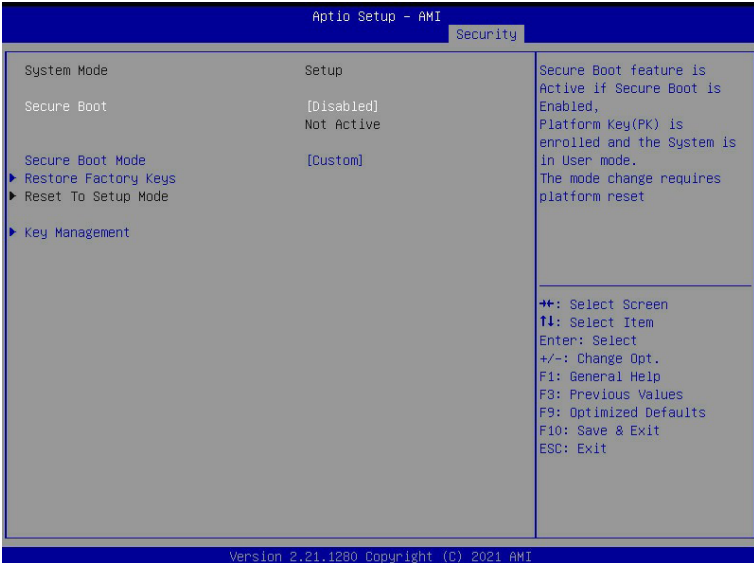 Aptio Setup – AMI
Security
System Mode Setup
Secure Boot [Disabled]
Not Active
Secure Boot Mode [Custom]
Restore Factory Keys
Reset To Setup Mode
Key Management
Secure Boot feature is
Active if Secure Boot is
Enabled,
Platform Key(PK) is
enrolled and the System is
in User mode.
The mode change requires
platform reset
→←: Select Screen
↑↓: Select Item
Enter: Select
+/-: Change Opt.
F1: General Help
F3: Previous Values
F9: Optimized Defaults
F10: Save & Exit
ESC: Exit
Version 2.21.1280 Copyright (C) 2021 AMI